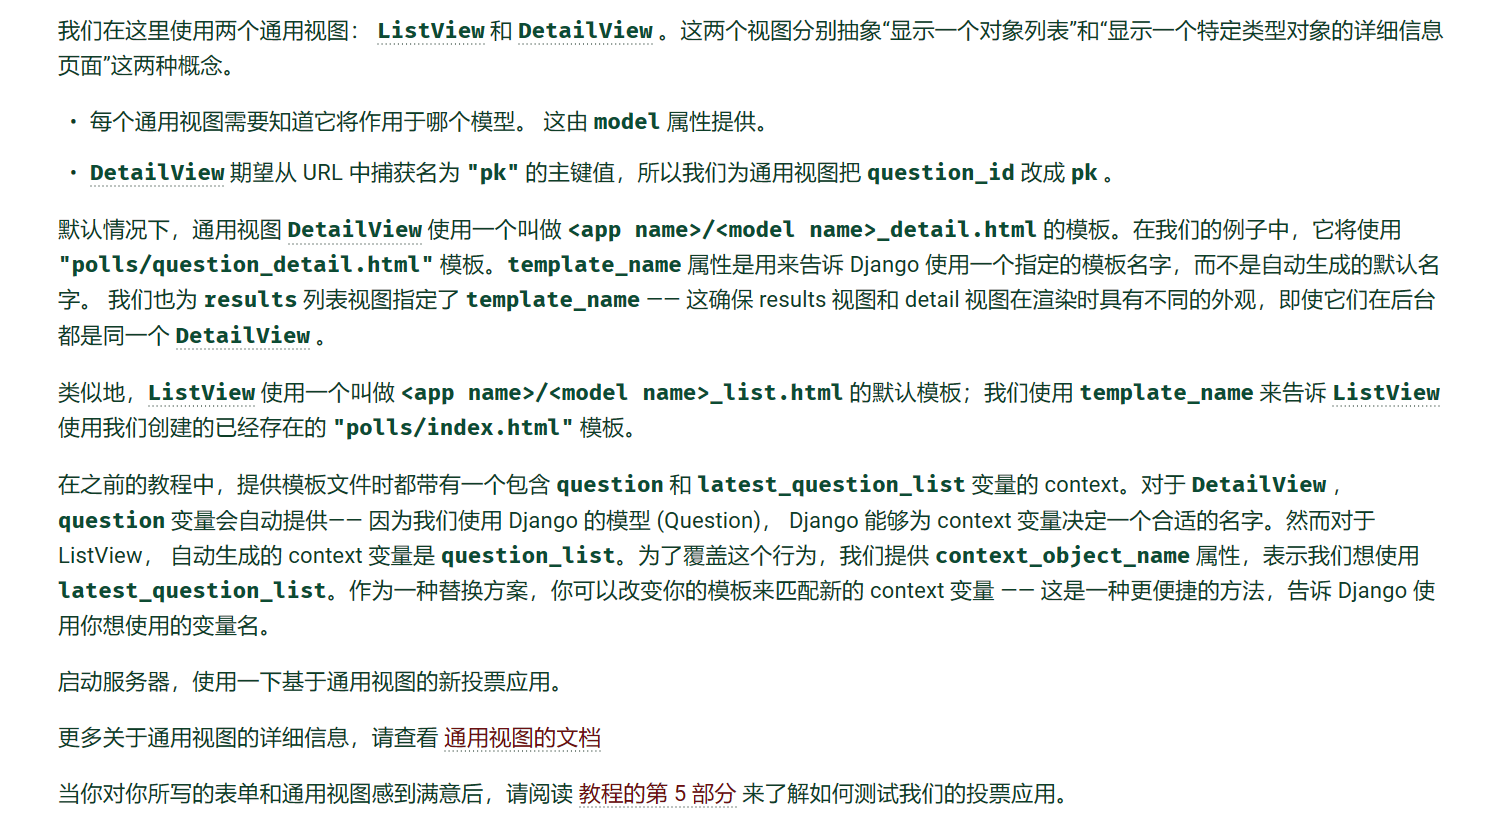 我们在这里使用两个通用视图： ListView 和 DetailView 。这两个视图分别抽象“显示一个对象列表”和“显示一个特定类型对象的详细信息
页面”这两种概念。
• 每个通用视图需要知道它将作用于哪个模型。 这由 model 属性提供。
• DetailView 期望从 URL 中捕获名为 "pk" 的主键值，所以我们为通用视图把 question_id 改成 pk 。
默认情况下，通用视图 DetailView 使用一个叫做 <app name>/<model name>_detail.html 的模板。在我们的例子中，它将使用
"polls/question_detail.html" 模板。template_name 属性是用来告诉 Django 使用一个指定的模板名字，而不是自动生成的默认名
字。 我们也为 results 列表视图指定了 template_name —— 这确保 results 视图和 detail 视图在渲染时具有不同的外观，即使它们在后台
都是同一个 DetailView 。
类似地，ListView 使用一个叫做 <app name>/<model name>_list.html 的默认模板；我们使用 template_name 来告诉 ListView
使用我们创建的已经存在的 "polls/index.html" 模板。
在之前的教程中，提供模板文件时都带有一个包含 question 和 latest_question_list 变量的 context。对于 DetailView ，
question 变量会自动提供—— 因为我们使用 Django 的模型 (Question)， Django 能够为 context 变量决定一个合适的名字。然而对于
ListView， 自动生成的 context 变量是 question_list。为了覆盖这个行为，我们提供 context_object_name 属性，表示我们想使用
latest_question_list。作为一种替换方案，你可以改变你的模板来匹配新的 context 变量 —— 这是一种更便捷的方法，告诉 Django 使
用你想使用的变量名。
启动服务器，使用一下基于通用视图的新投票应用。
更多关于通用视图的详细信息，请查看 通用视图的文档
当你对你所写的表单和通用视图感到满意后，请阅读 教程的第 5 部分 来了解如何测试我们的投票应用。